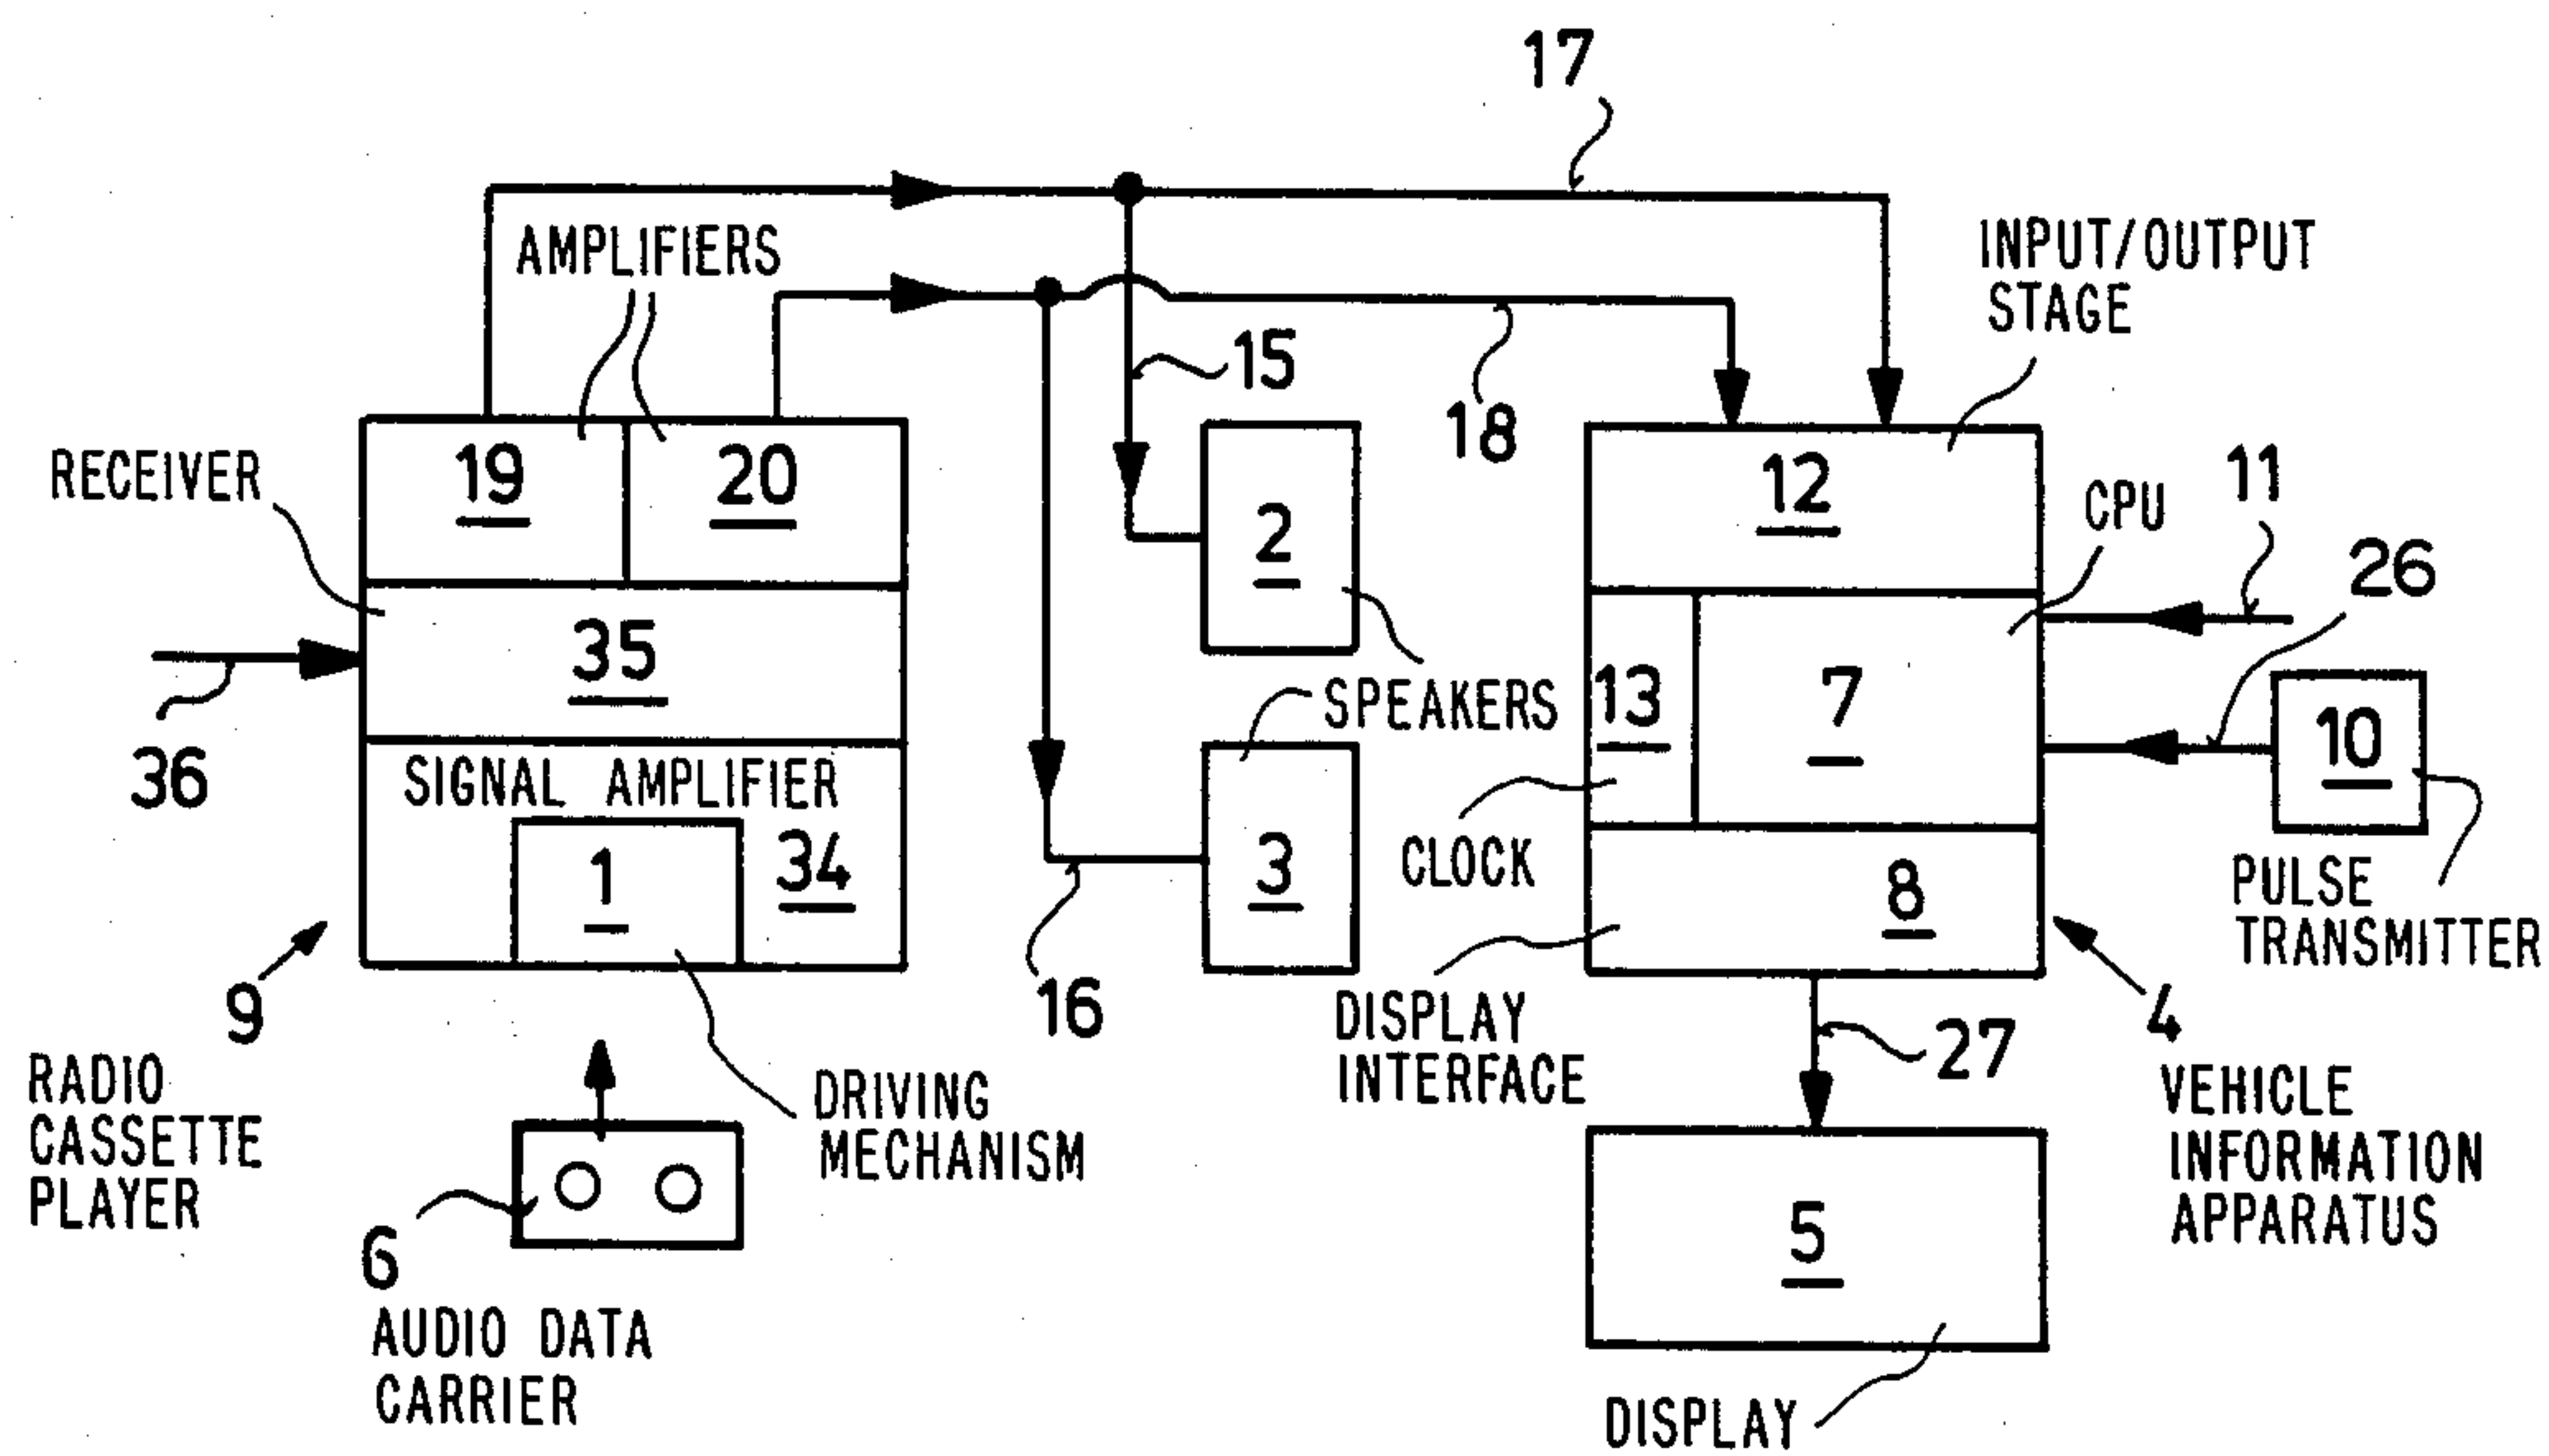 17
AMPLIFIERS
INPUT/OUTPUT
STAGE
15
18
RECEIVER
19
20
2
12
CPU
11
26
35
36
SPEAKERS
13
7
10
SIGNAL AMPLIFIER
34
1
3
CLOCK
8
PULSE
TRANSMITTER
9
16
DISPLAY
INTERFACE
27
4
RADIO
CASSETTE
PLAYER
DRIVING
MECHANISM
VEHICLE
INFORMATION
APPARATUS
6
5
AUDIO DATA
CARRIER
DISPLAY